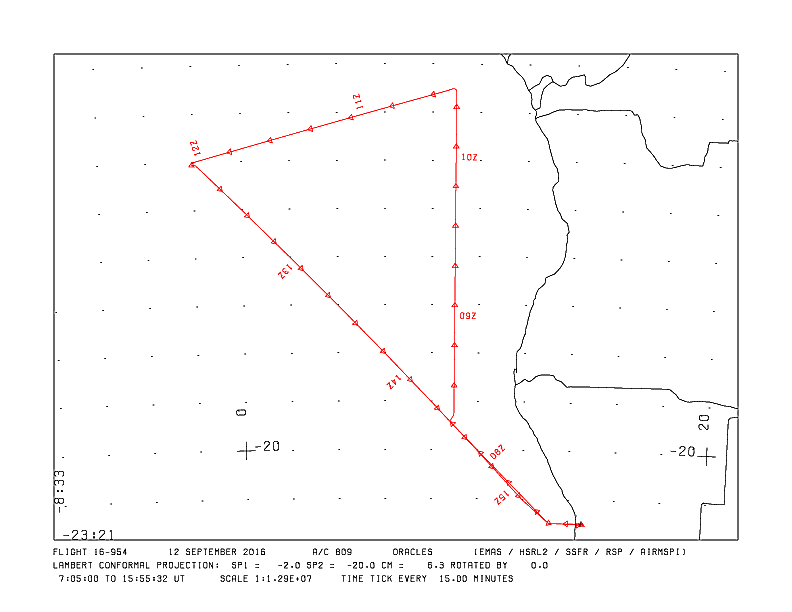 11Z
12Z
10Z
13Z
09Z
14Z
0
20
-20
-20
08Z
15Z
-8:33
-23:21
FLIGHT 16-954 12 SEPTEMBER 2016 A/C 809 ORACLES (EMAS / HSRL2 / SSFR / RSP / AIRMSPI)
LAMBERT CONFORMAL PROJECTION: SP1 = -2.0 SP2 = -20.0 CM = 6.3 ROTATED BY 0.0
7:05:00 TO 15:55:32 UT SCALE 1:1.29E+07 TIME TICK EVERY 15.00 MINUTES